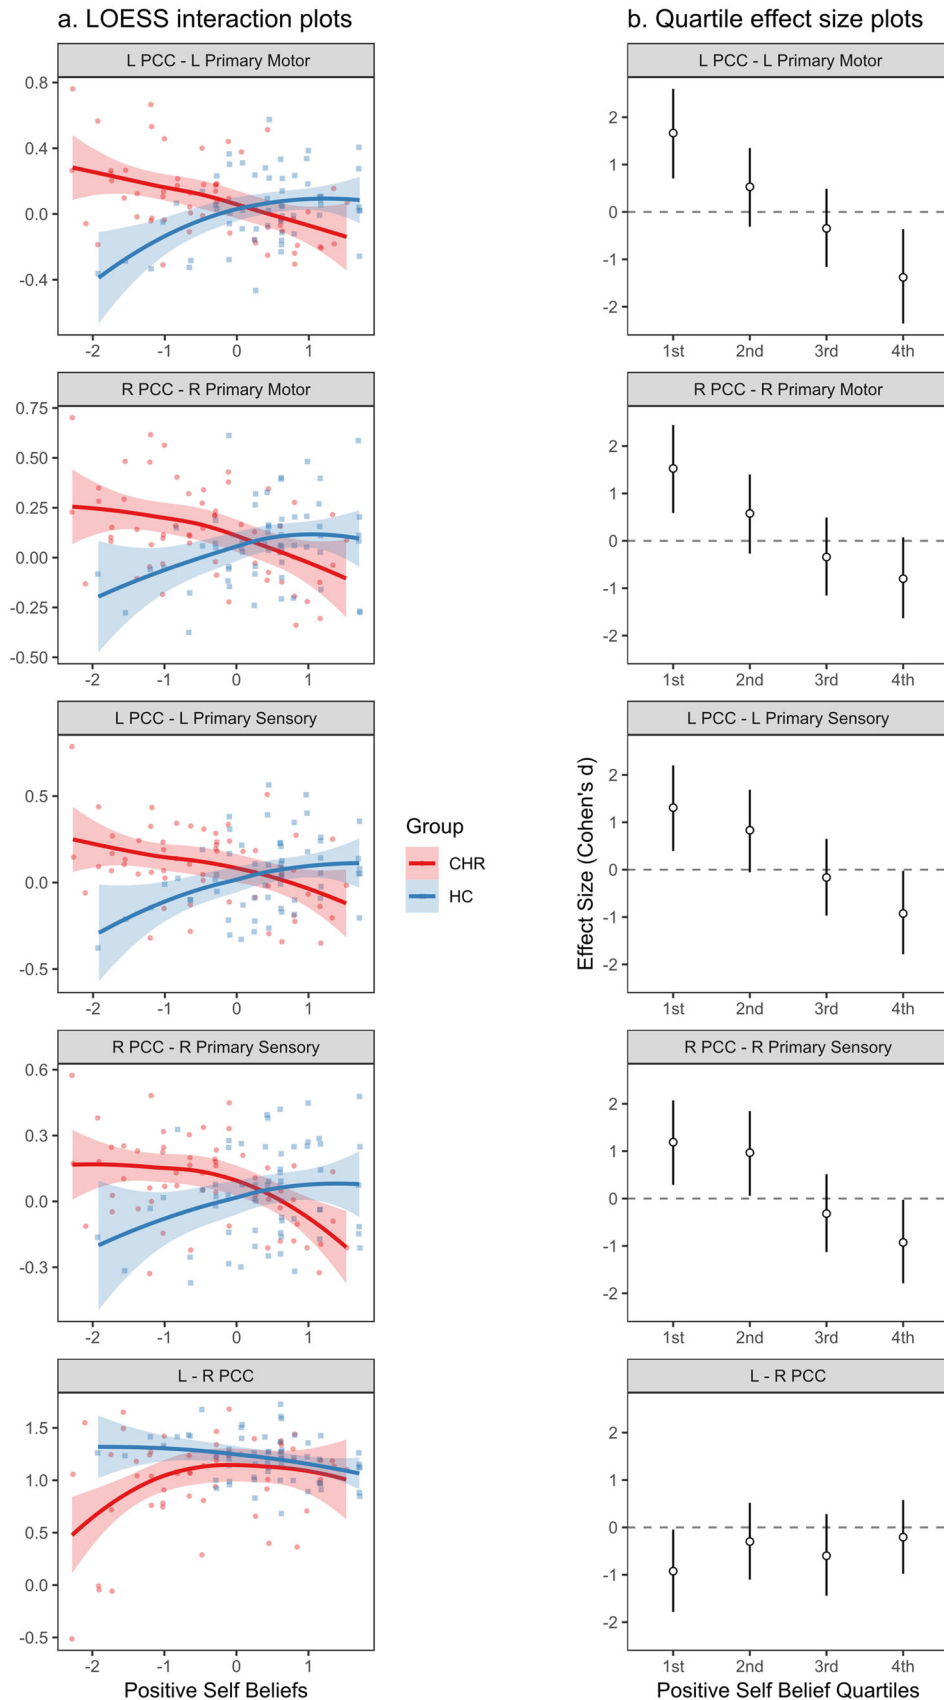 a. LOESS interaction plots
b. Quartile effect size plots
L PCC - L Primary Motor
0.8
0.4
0.0
-0.4
-2 -1 0 1
L PCC - L Primary Motor
2
1
0
-1
-2
1st 2nd 3rd 4th
R PCC - R Primary Motor
0.75
0.50
0.25
0.00
-0.25
-0.50
-2 -1 0 1
R PCC - R Primary Motor
2
1
0
-1
-2
1st 2nd 3rd 4th
L PCC - L Primary Sensory
0.5
0.0
-0.5
-2 -1 0 1
Group
CHR
HC
Effect Size (Cohen's d)
L PCC - L Primary Sensory
2
1
0
-1
-2
1st 2nd 3rd 4th
R PCC - R Primary Sensory
0.6
0.3
0.0
-0.3
-2 -1 0 1
R PCC - R Primary Sensory
2
1
0
-1
-2
1st 2nd 3rd 4th
L - R PCC
1.5
1.0
0.5
0.0
-0.5
-2 -1 0 1
Positive Self Beliefs
L - R PCC
2
1
0
-1
-2
1st 2nd 3rd 4th
Positive Self Belief Quartiles